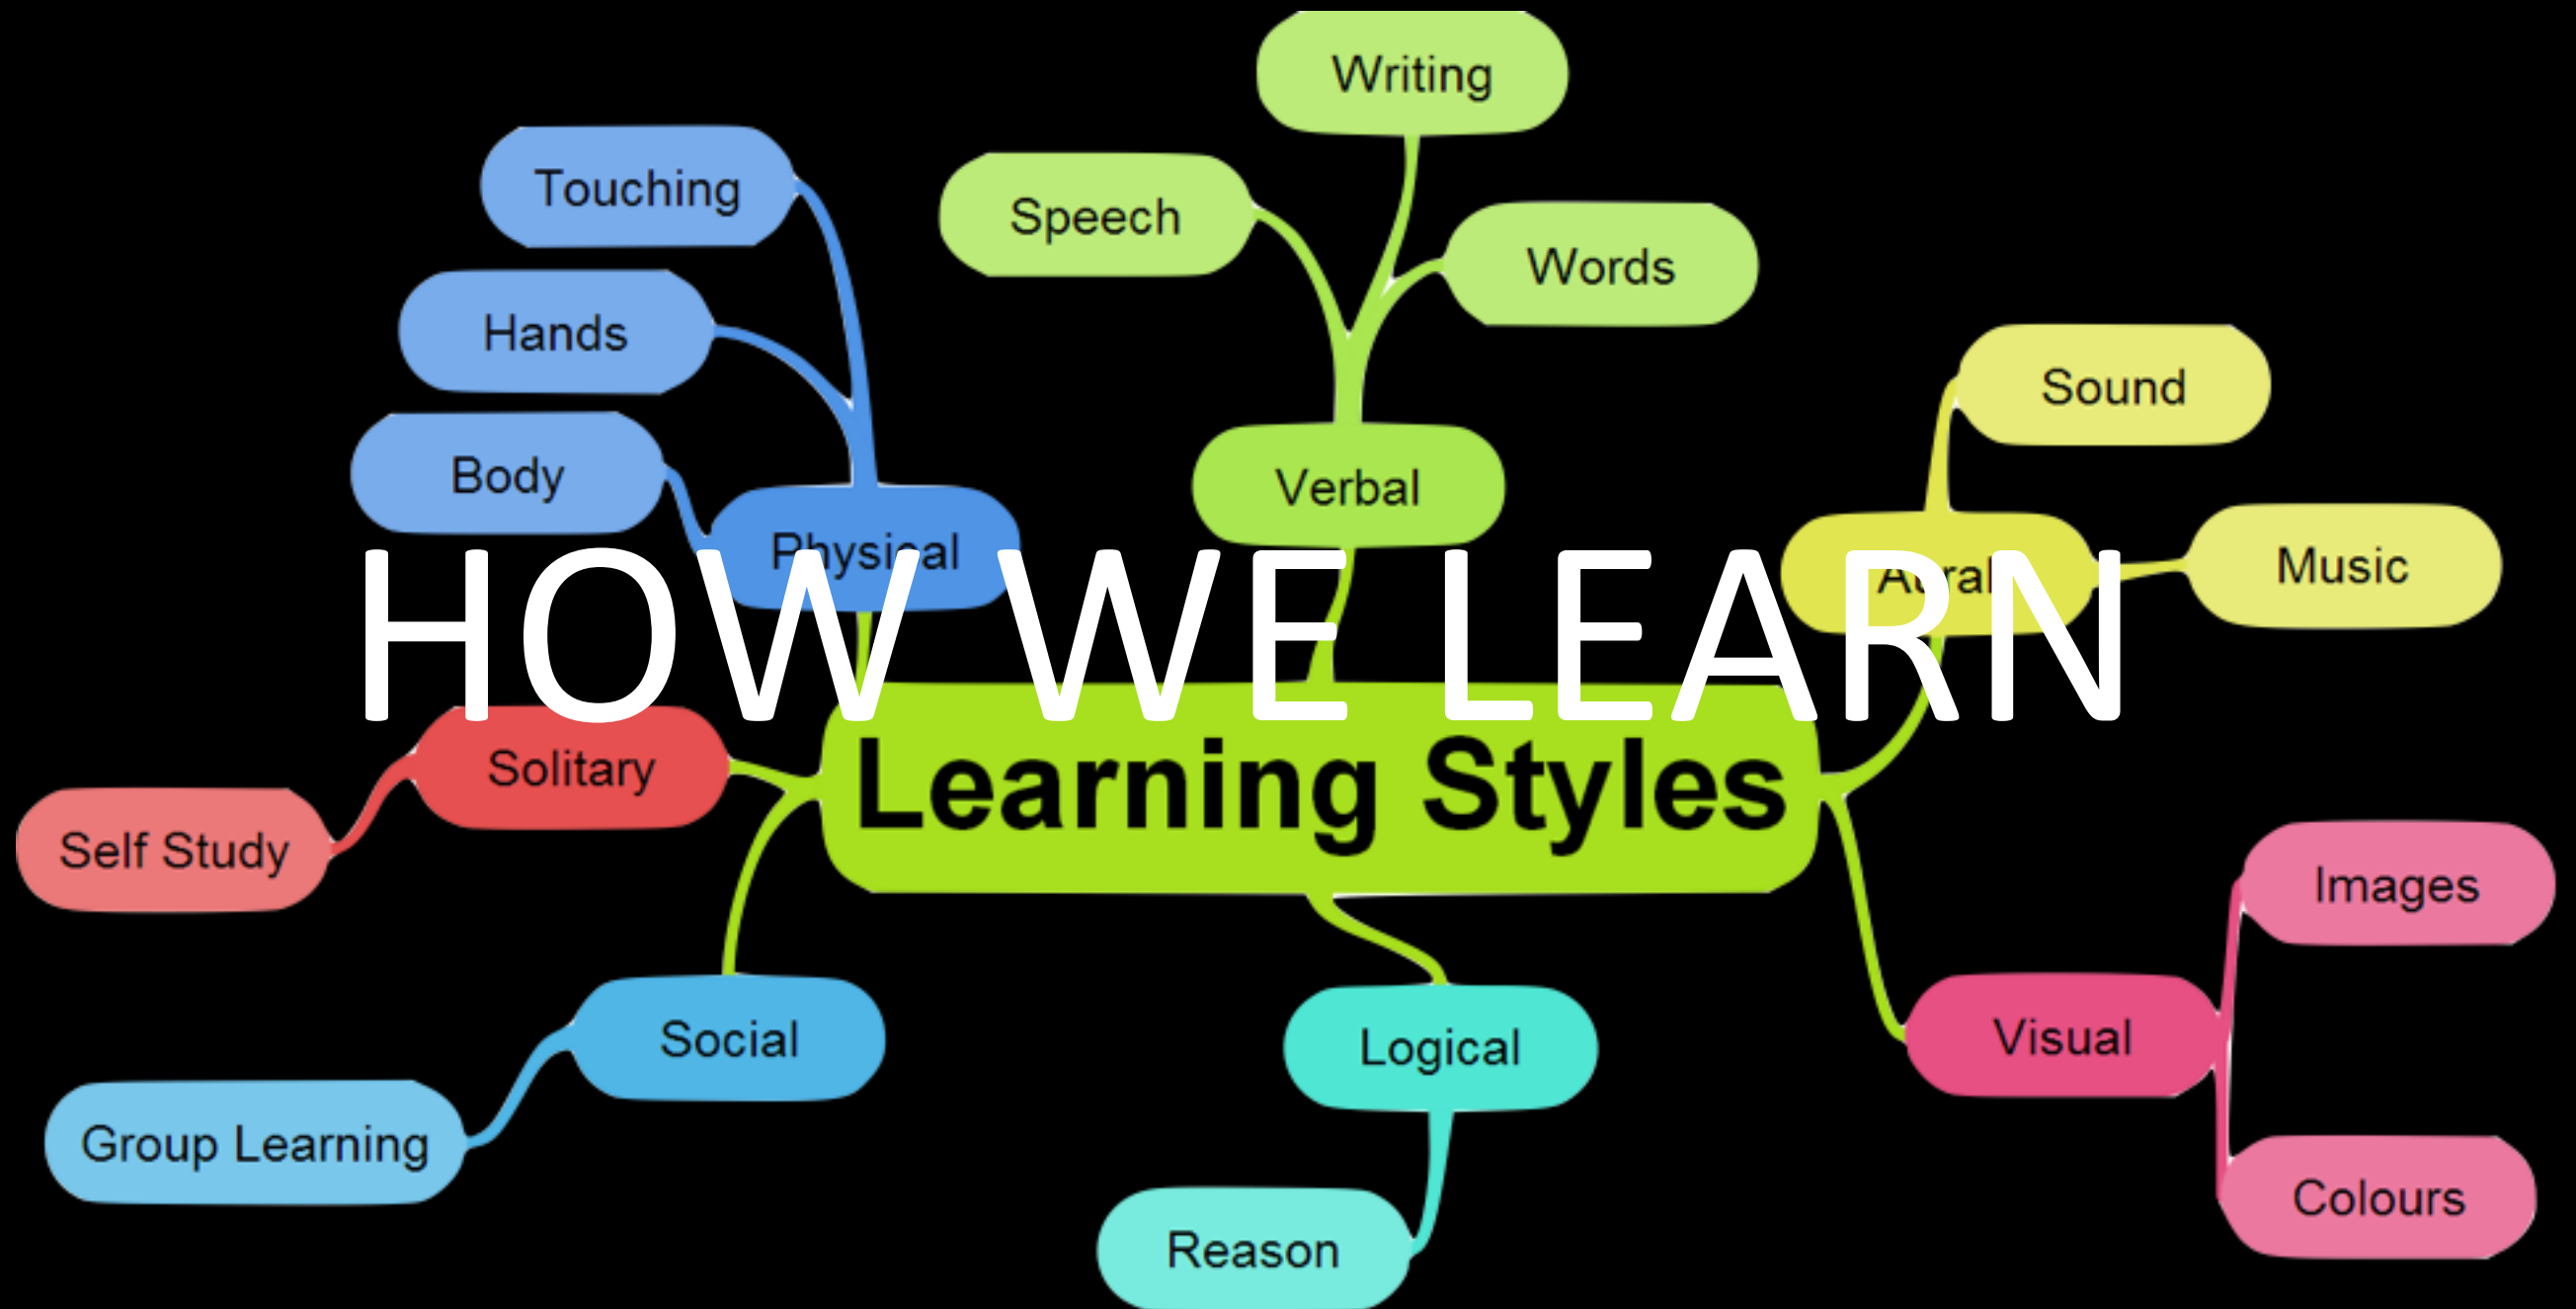 Writing
Touching
Speech
Words
Hands
Sound
Body
Verbal
Physical
Aural
Music
HOW WE LEARN
Solitary
Learning Styles
Self Study
Images
Social
Logical
Visual
Group Learning
Colours
Reason